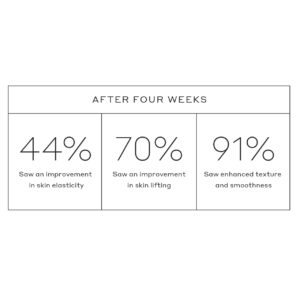 AFTER FOUR WEEKS
44% 70% 91%
Saw an improvement Saw an improvement Saw enhanced texture
in skin elasticity in skin lifting and smoothness